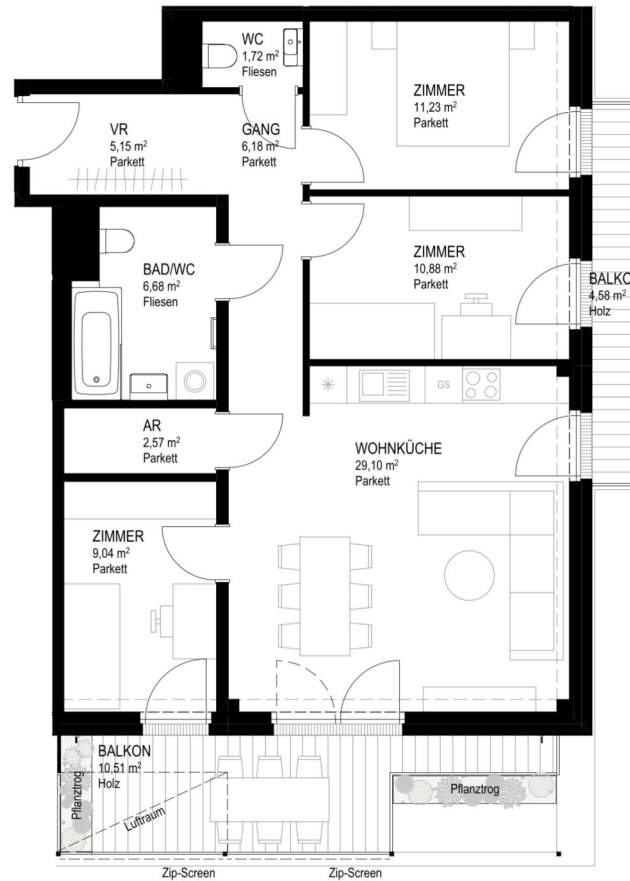 WC
1,72 m²
Fliesen
ZIMMER
11,23 m²
Parkett
VR
5,15 m²
Parkett
GANG
6,18 m²
Parkett
ZIMMER
10,88 m²
Parkett
BAD/WC
6,68 m²
Fliesen
BALKO
4,58 m²
Holz
GS
AR
2,57 m²
Parkett
WOHNKÜCHE
29,10 m²
Parkett
ZIMMER
9,04 m²
Parkett
BALKON
10,51 m²
Holz
Pflanztrog
Luftraum
Pflanztrog
Zip-Screen
Zip-Screen